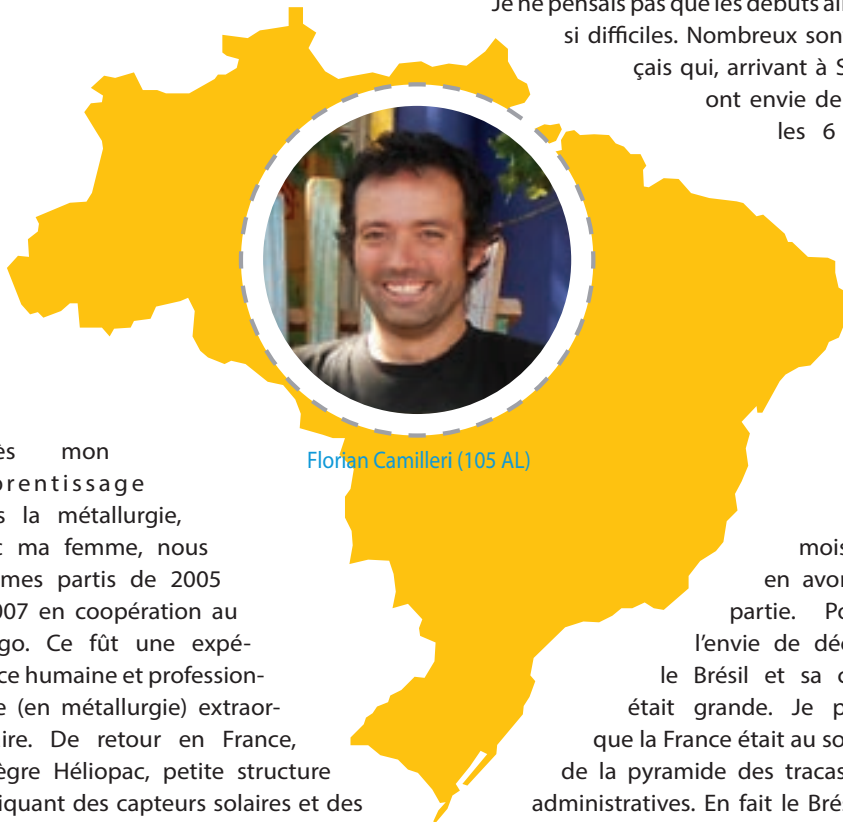 ès mon
rentissage
s la métallurgie,
ma femme, nous
mes partis de 2005
007 en coopération au
go. Ce fût une expé-
ce humaine et profession-
e (en métallurgie) extraor-
ire. De retour en France,
ègre Héliopac, petite structure
iquant des capteurs solaires et des
Florian Camilleri (105 AL)
Je ne pensais pas que les débuts ai
si difficiles. Nombreux son
çais qui, arrivant à S
ont envie de
les 6
mois
en avo
partie. Po
l’envie de déc
le Brésil et sa c
était grande. Je p
que la France était au so
de la pyramide des tracas
administratives. En fait le Brés